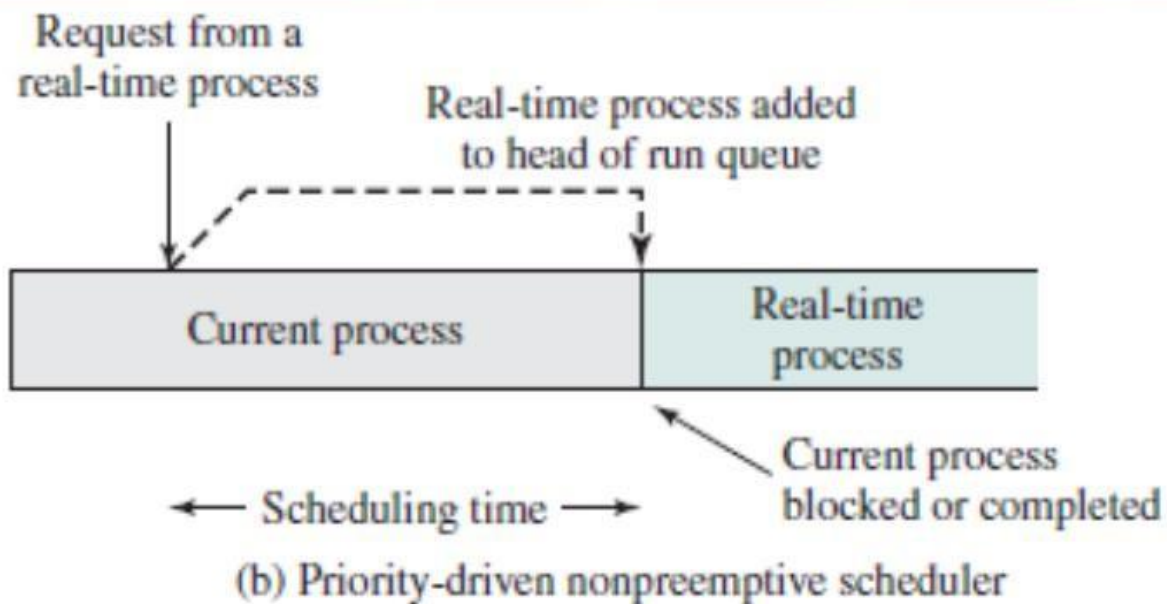 Request from a
real-time process
Real-time process added
to head of run queue
Current process
Real-time
process
Current process
blocked or completed
Scheduling time
(b) Priority-driven nonpreemptive scheduler